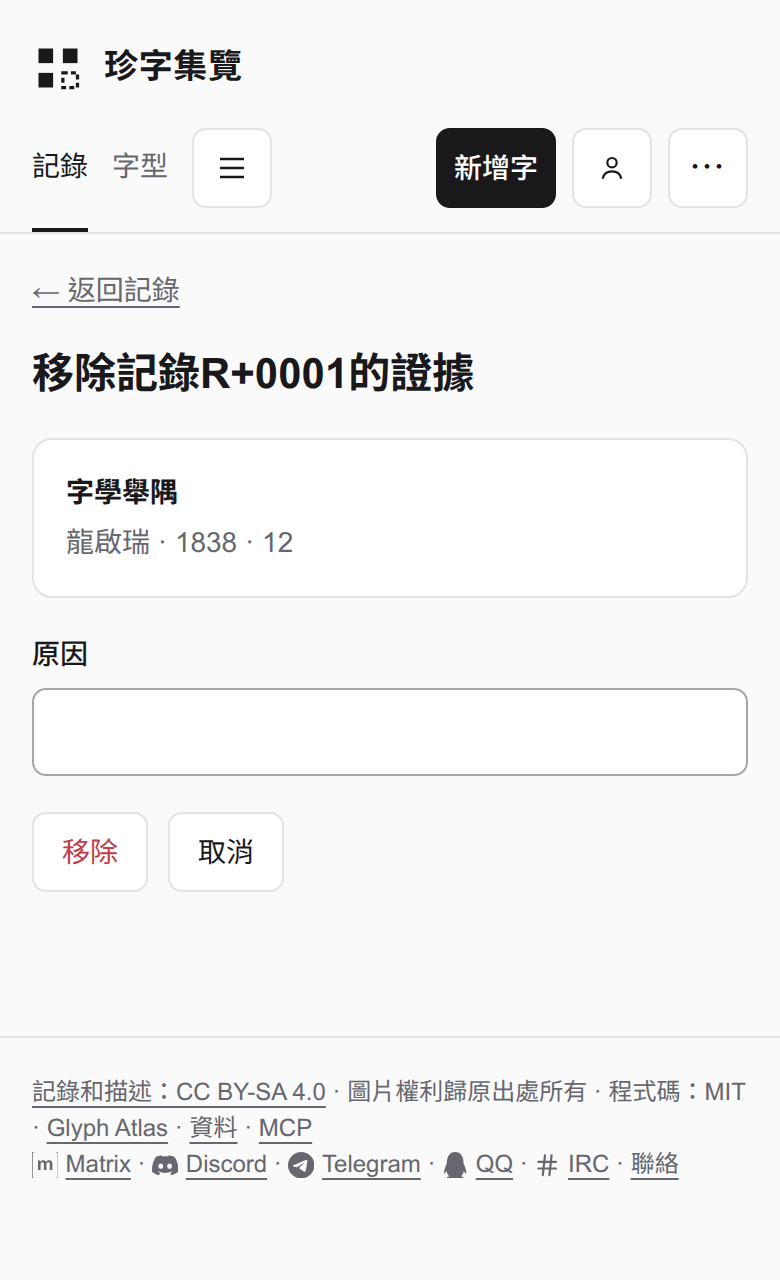 珍字集覽
記錄 字型 新增字 ···
← 返回記錄
移除記錄R+0001的證據
字學舉隅
龍啟瑞 · 1838 · 12
原因
移除 取消
記錄和描述：CC BY-SA 4.0 · 圖片權利歸原出處所有 · 程式碼：MIT
· Glyph Atlas · 資料 · MCP
[m] Matrix · Discord · Telegram · QQ · IRC · 聯絡